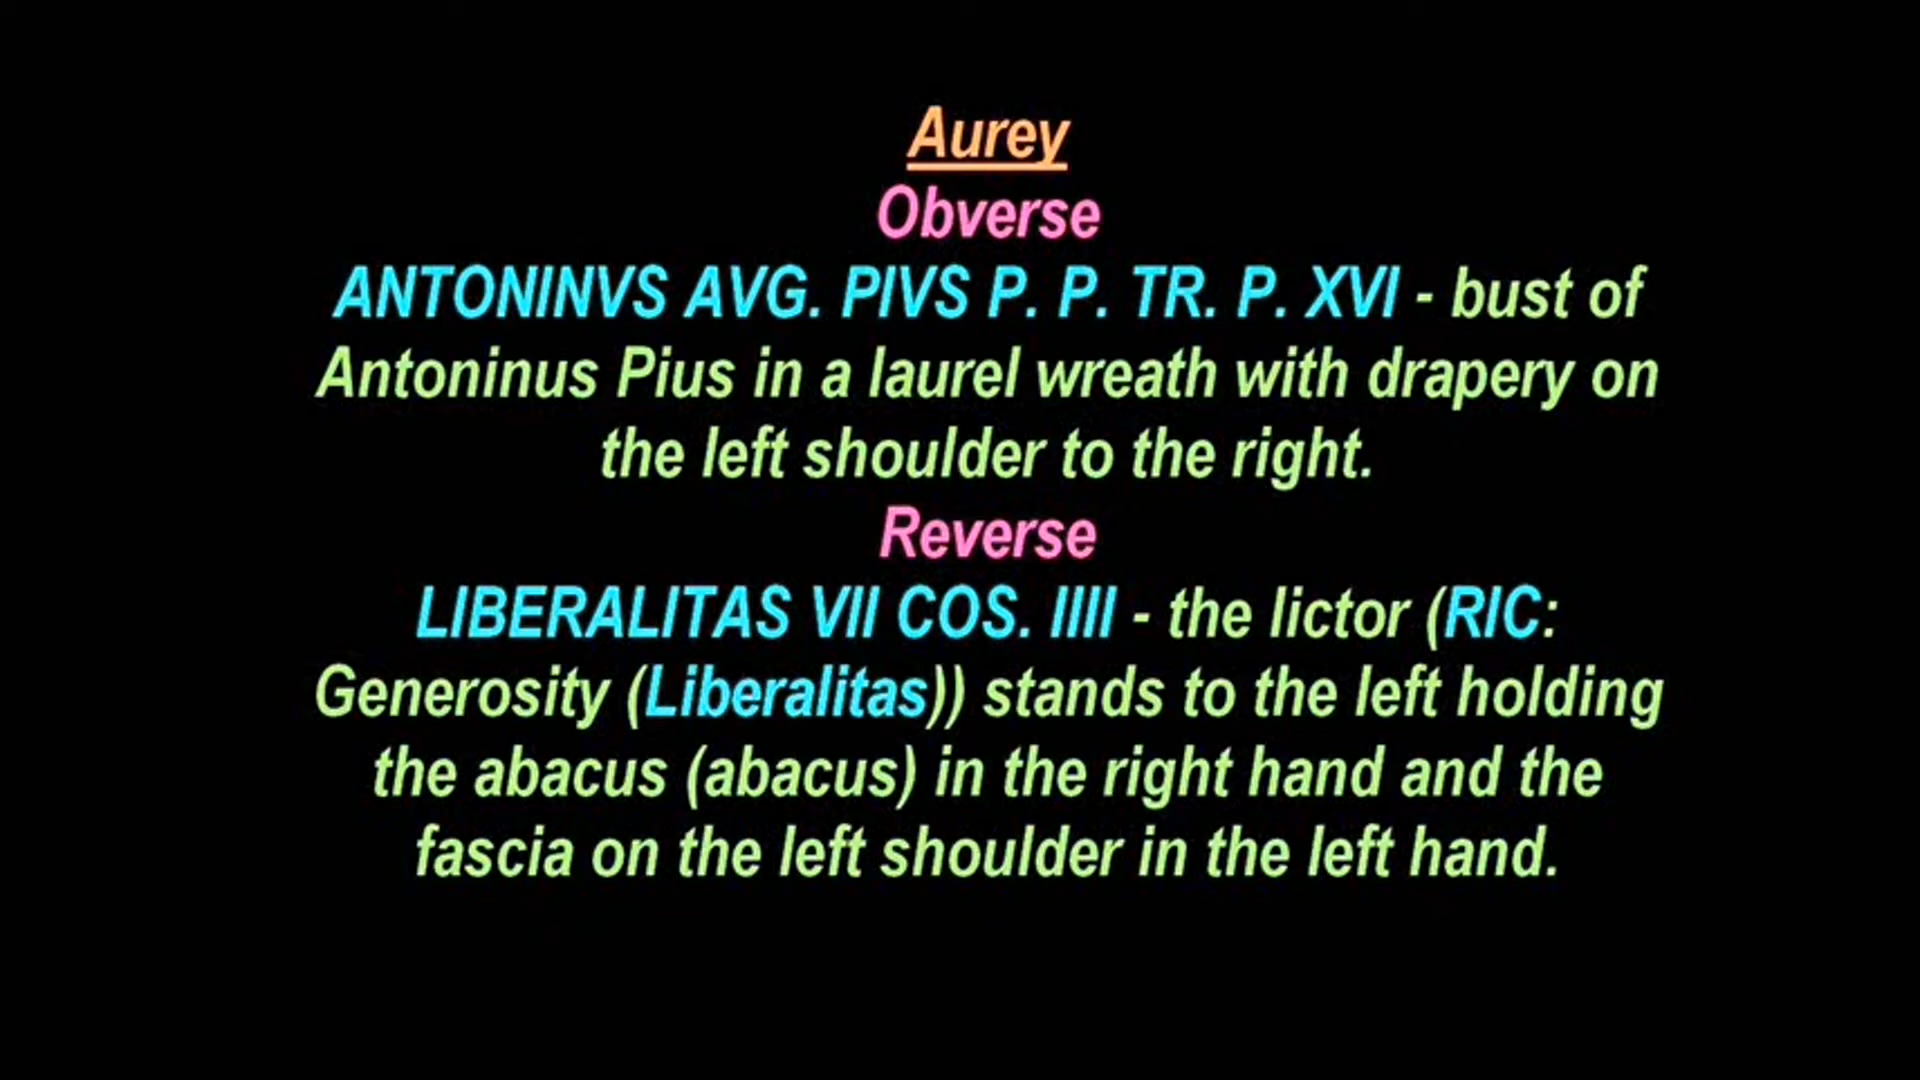 Aurey
Obverse
ANTONINVS AVG. PIVS P. P. TR. P. XVI - bust of
Antoninus Pius in a laurel wreath with drapery on
the left shoulder to the right.
Reverse
LIBERALITAS VII COS. IIII - the lictor (RIC:
Generosity (Liberalitas)) stands to the left holding
the abacus (abacus) in the right hand and the
fascia on the left shoulder in the left hand.